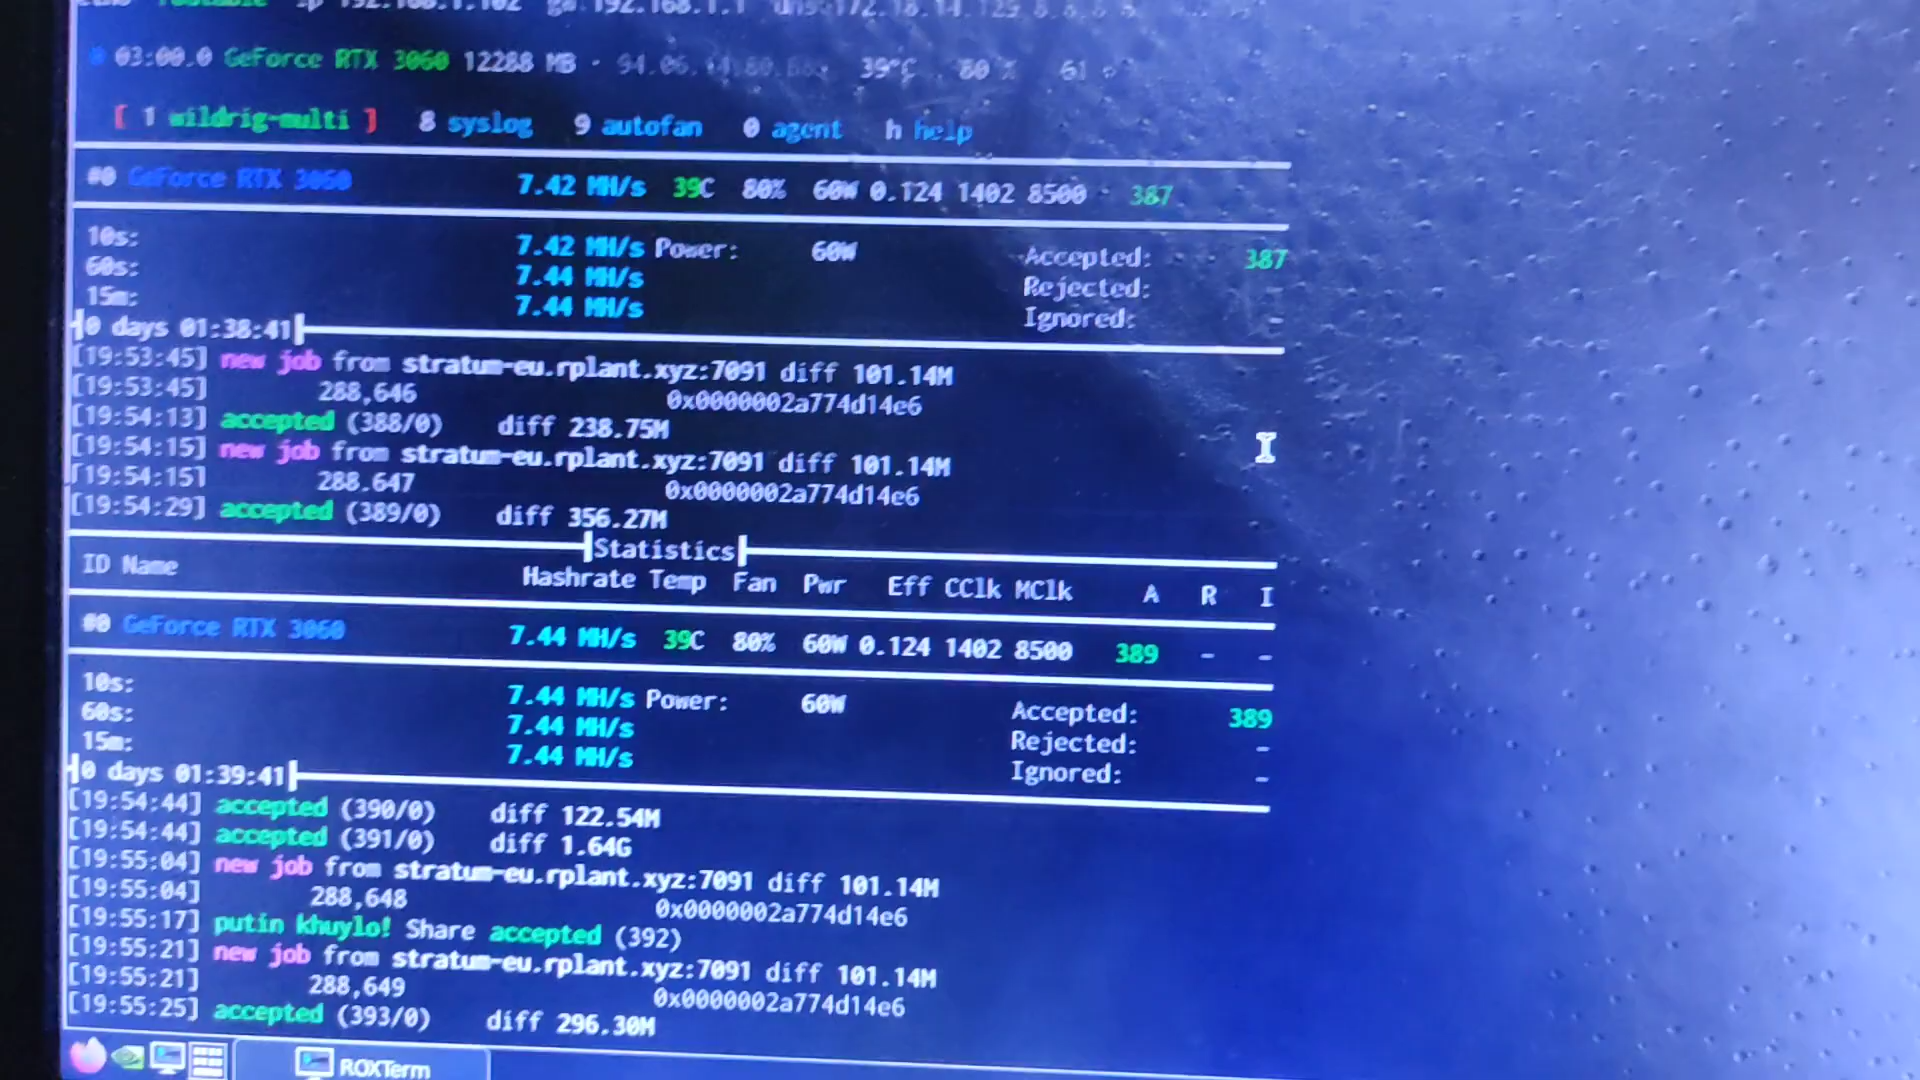 03:00.0 GeForce RTX 3060 12288 MB · 39°C 80 % 61
[ 1 wildrig-multi ] 8 syslog 9 autofan 0 agent h help
#0 GeForce RTX 3060 7.42 MH/s 39C 80% 60W 0.124 1402 8500 - 387
10s: 7.42 MH/s Power: 60W Accepted: 387
60s: 7.44 MH/s Rejected: -
15m: 7.44 MH/s Ignored: -
0 days 01:38:41
[19:53:45] new job from stratum-eu.rplant.xyz:7091 diff 101.14M
[19:53:45] 288,646 0x0000002a774d14e6
[19:54:13] accepted (388/0) diff 238.75M
[19:54:15] new job from stratum-eu.rplant.xyz:7091 diff 101.14M
[19:54:15] 288.647 0x0000002a774d14e6
[19:54:29] accepted (389/0) diff 356.27M
Statistics
ID Name Hashrate Temp Fan Pwr Eff CClk MClk A R I
#0 GeForce RTX 3060 7.44 MH/s 39C 80% 60W 0.124 1402 8500 389 - -
10s: 7.44 MH/s Power: 60W Accepted: 389
60s: 7.44 MH/s Rejected: -
15m: 7.44 MH/s Ignored: -
0 days 01:39:41
[19:54:44] accepted (390/0) diff 122.54M
[19:54:44] accepted (391/0) diff 1.64G
[19:55:04] new job from stratum-eu.rplant.xyz:7091 diff 101.14M
[19:55:04] 288,648 0x0000002a774d14e6
[19:55:17] putin khuylo! Share accepted (392)
[19:55:21] new job from stratum-eu.rplant.xyz:7091 diff 101.14M
[19:55:21] 288,649 0x0000002a774d14e6
[19:55:25] accepted (393/0) diff 296.30M
ROXTerm